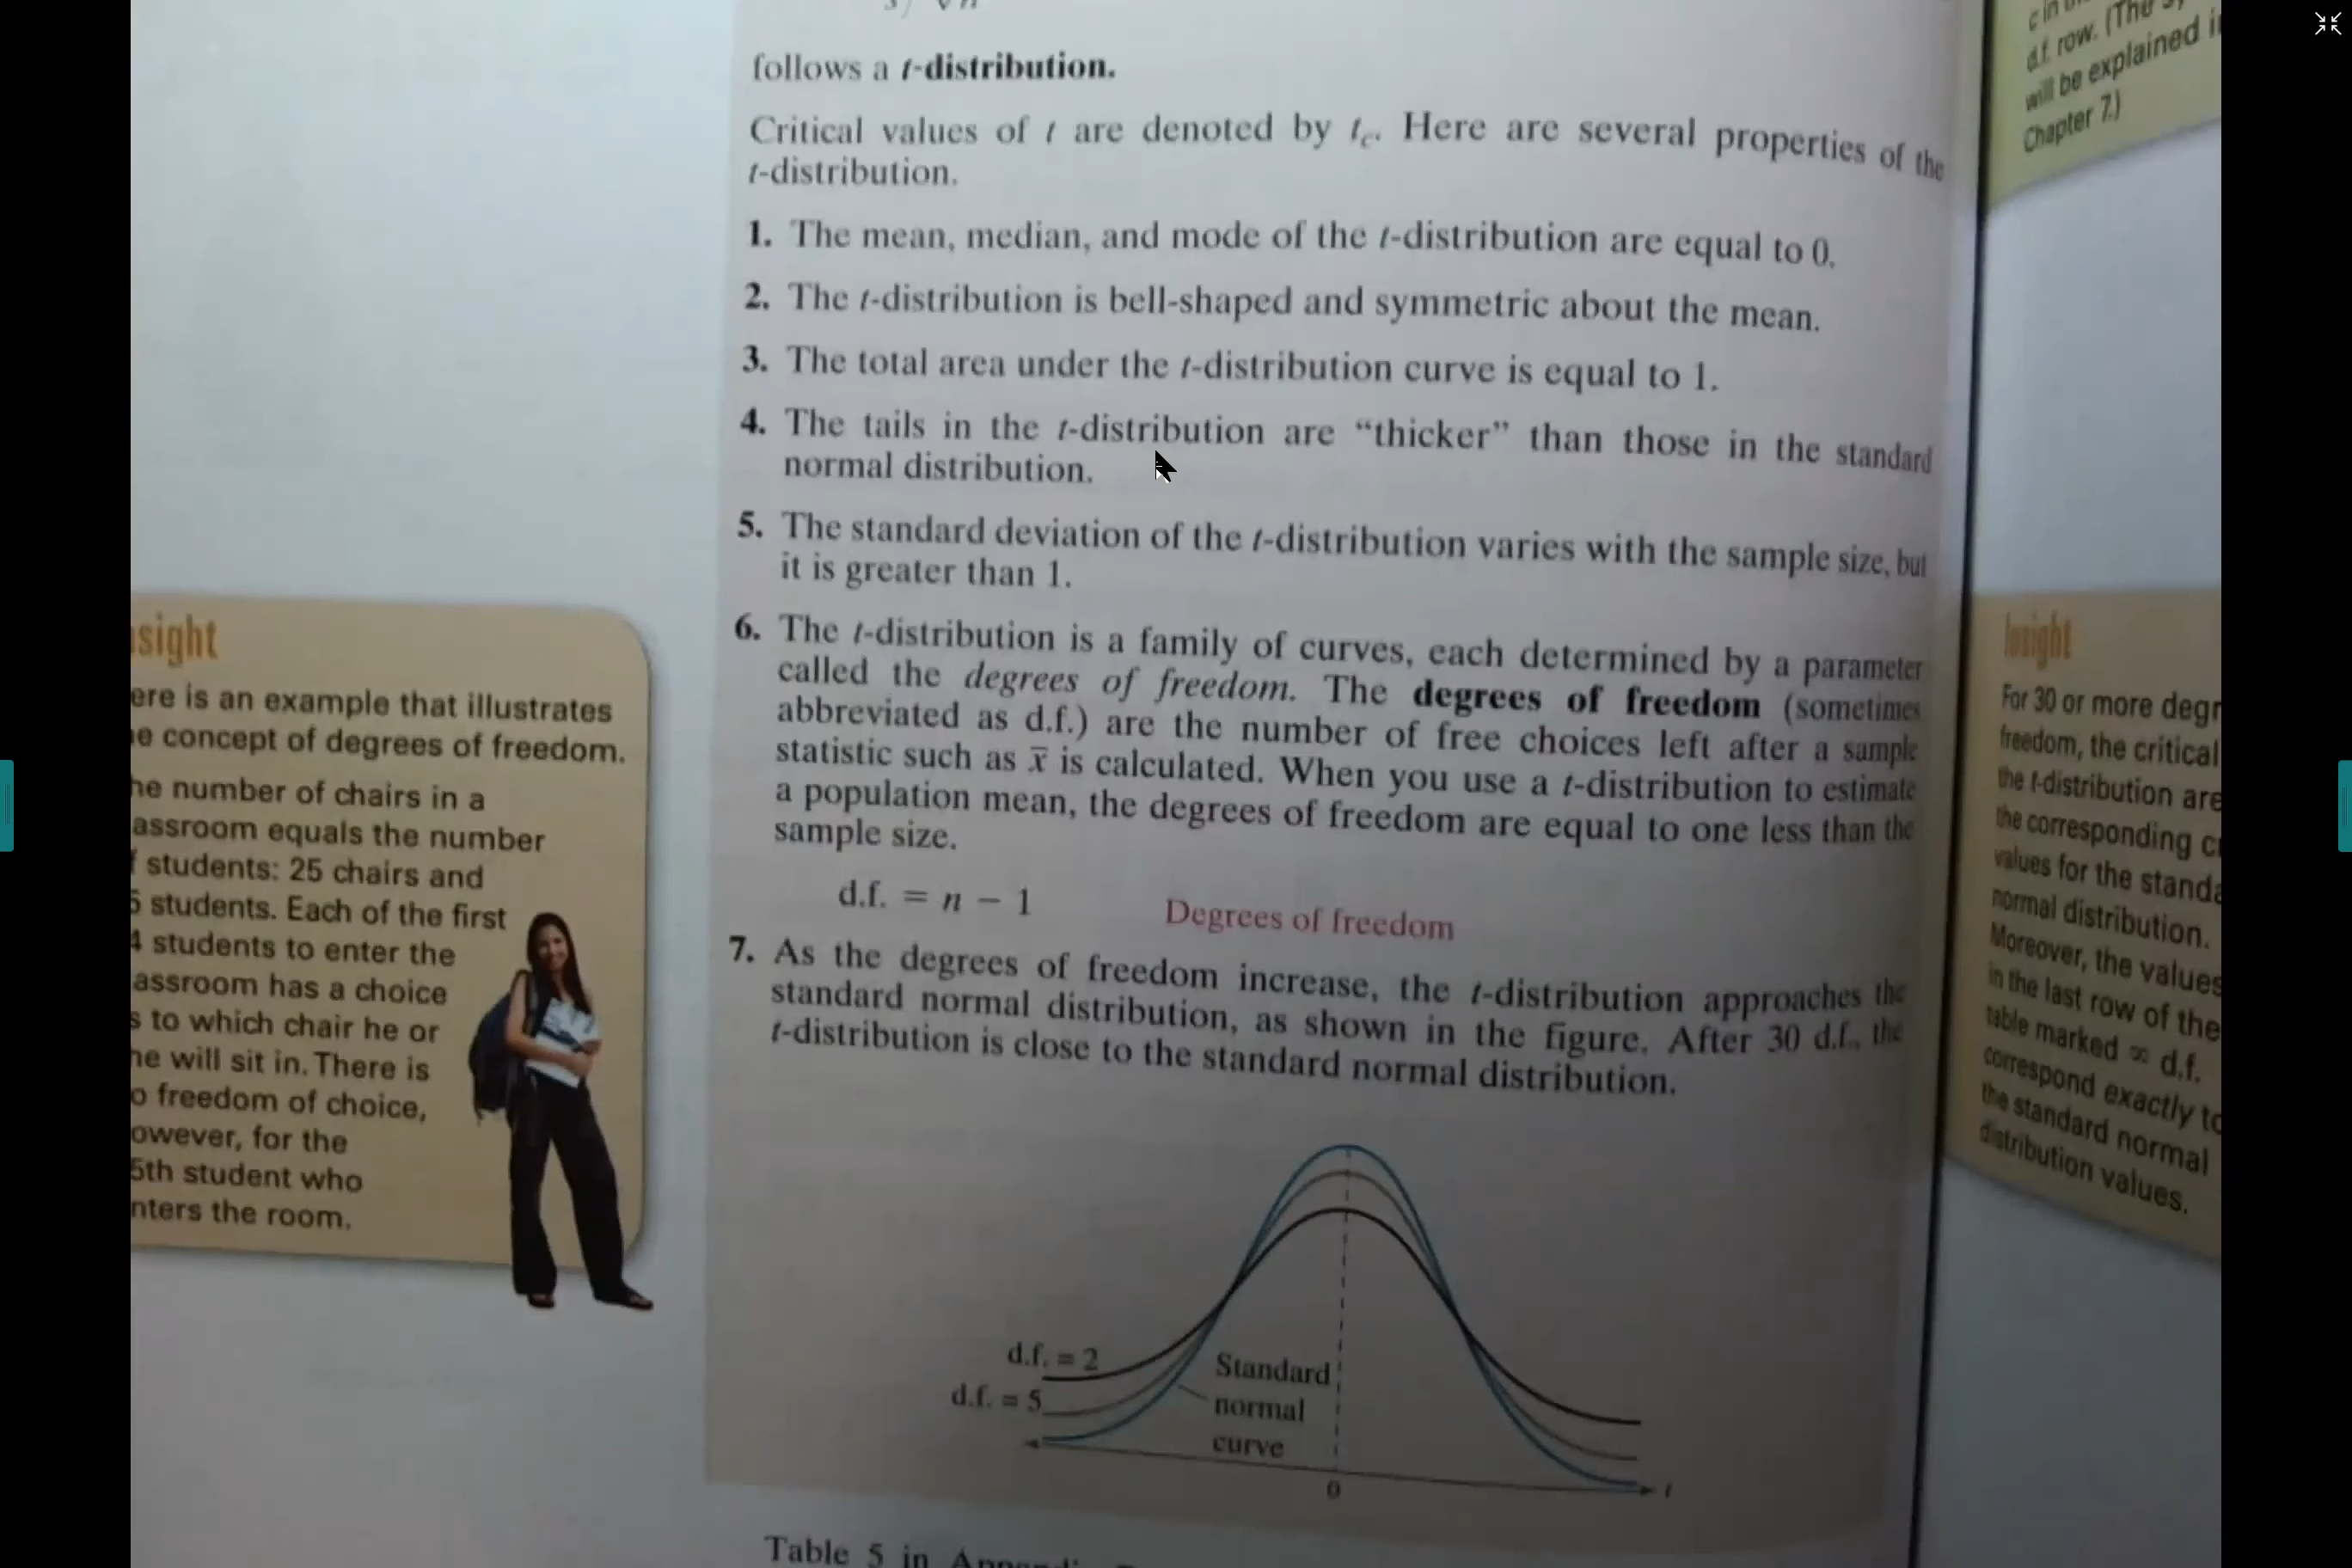 follows a t-distribution.
Critical values of t are denoted by tc. Here are several properties of the
t-distribution.
1. The mean, median, and mode of the t-distribution are equal to 0.
2. The t-distribution is bell-shaped and symmetric about the mean.
3. The total area under the t-distribution curve is equal to 1.
4. The tails in the t-distribution are “thicker” than those in the standard
normal distribution.
5. The standard deviation of the t-distribution varies with the sample size, but
it is greater than 1.
6. The t-distribution is a family of curves, each determined by a parameter
called the degrees of freedom. The degrees of freedom (sometimes
abbreviated as d.f.) are the number of free choices left after a sample
statistic such as x̅ is calculated. When you use a t-distribution to estimate
a population mean, the degrees of freedom are equal to one less than the
sample size.
d.f. = n − 1 Degrees of freedom
7. As the degrees of freedom increase, the t-distribution approaches the
standard normal distribution, as shown in the figure. After 30 d.f., the
t-distribution is close to the standard normal distribution.
d.f. = 2
d.f. = 5
Standard
normal
curve
0
t
Table 5 in
sight
ere is an example that illustrates
e concept of degrees of freedom.
he number of chairs in a
assroom equals the number
f students: 25 chairs and
5 students. Each of the first
4 students to enter the
assroom has a choice
s to which chair he or
he will sit in. There is
o freedom of choice,
owever, for the
5th student who
nters the room.
c in
d.f. row. (The
will be explained i
Chapter 7.)
Insight
For 30 or more degr
freedom, the critical
the t-distribution are
the corresponding c
values for the standa
normal distribution.
Moreover, the values
in the last row of the
table marked ∞ d.f.
correspond exactly to
the standard normal
distribution values.